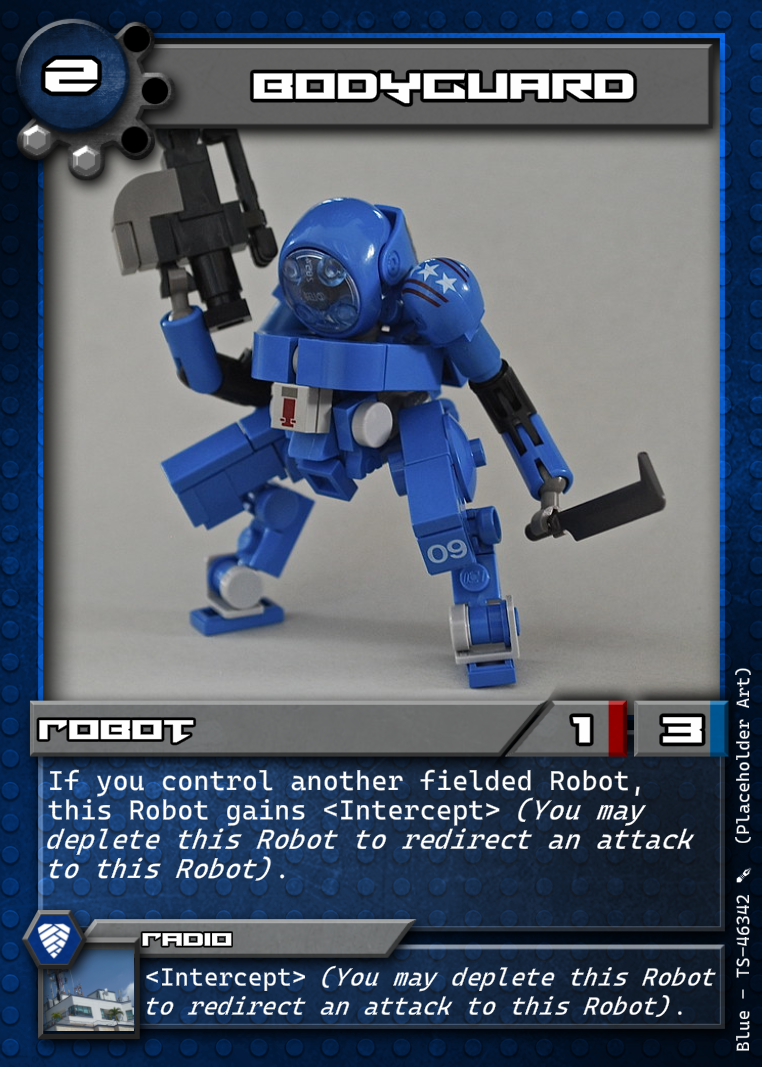 2
BODYGUARD
09
ROBOT
1 3
If you control another fielded Robot,
this Robot gains <Intercept> (You may
deplete this Robot to redirect an attack
to this Robot).
RADIO
<Intercept> (You may deplete this Robot
to redirect an attack to this Robot).
Blue - TS-46342 (Placeholder Art)